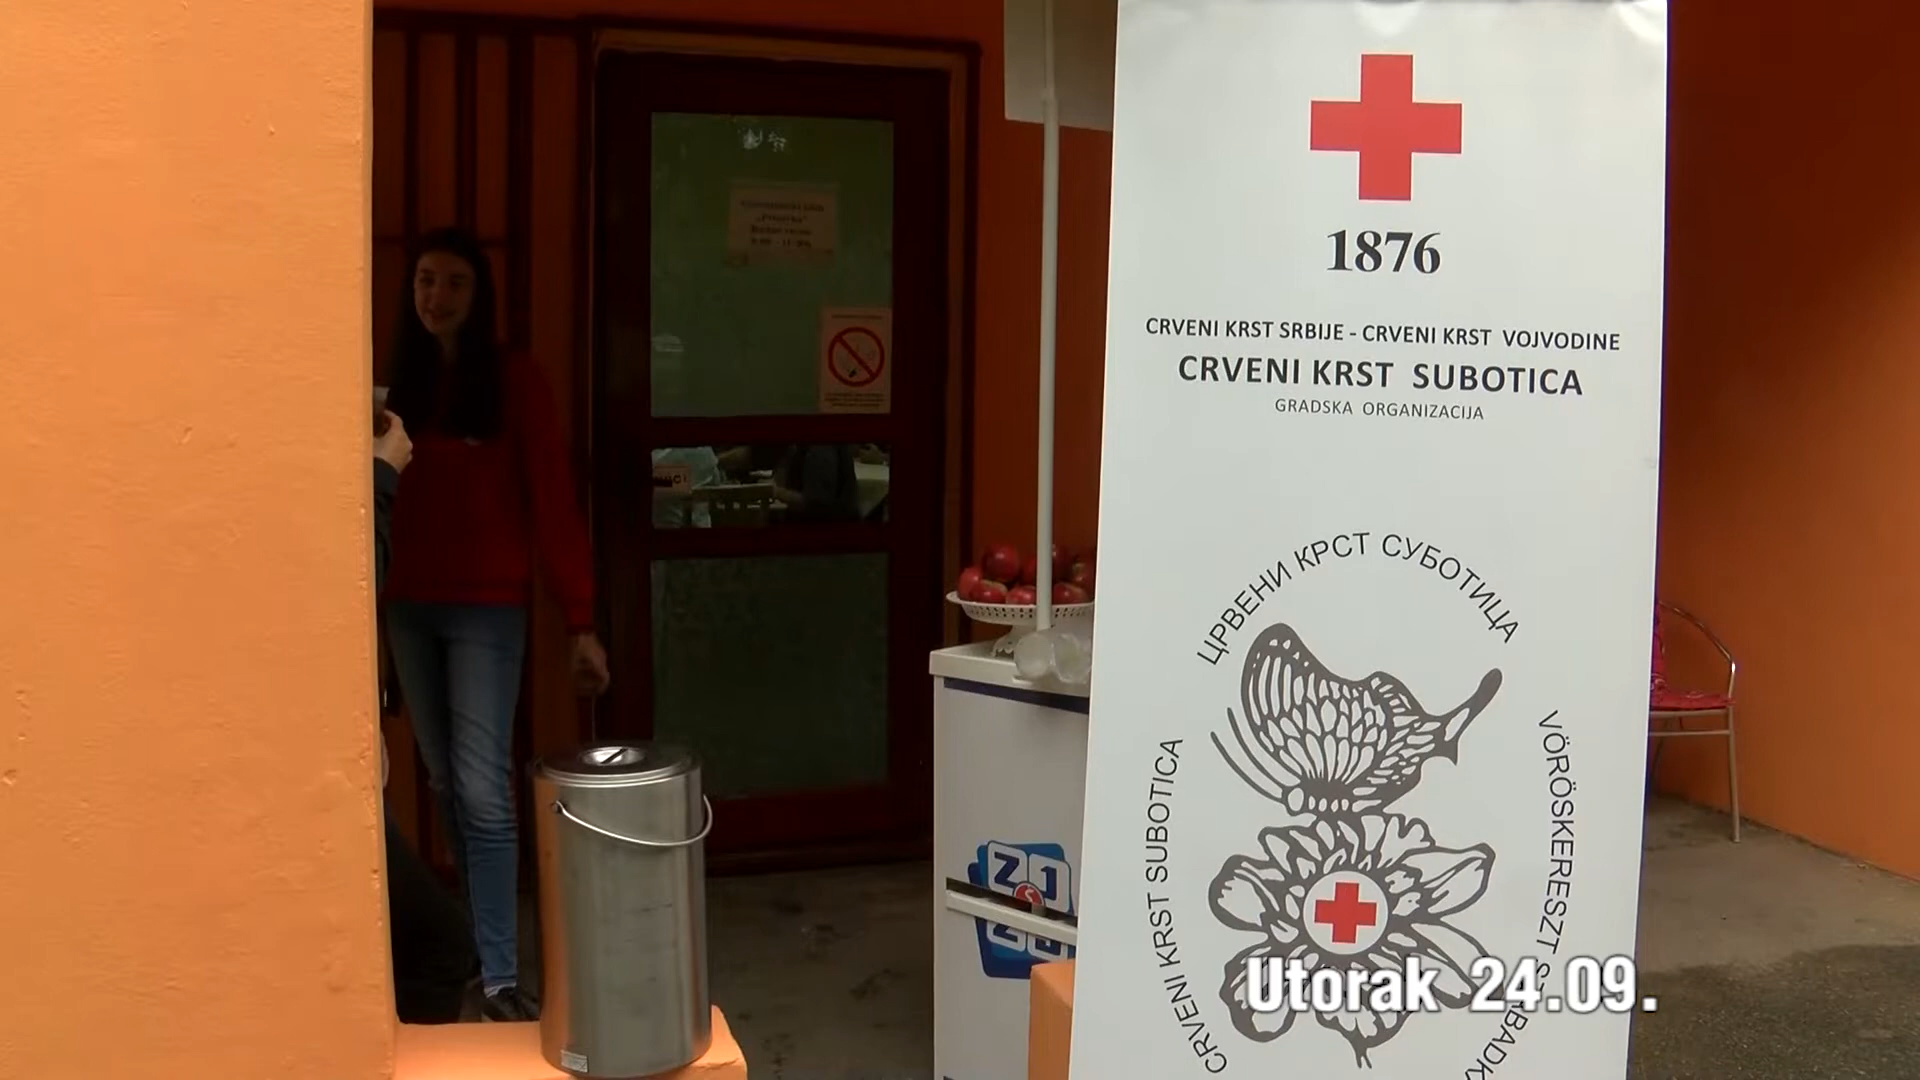 1876
CRVENI KRST SRBIJE - CRVENI KRST VOJVODINE
CRVENI KRST SUBOTICA
GRADSKA ORGANIZACIJA
ЦРВЕНИ КРСТ СУБОТИЦА
CRVENI KRST SUBOTICA
VÖRÖSKERESZT
Utorak 24.09.